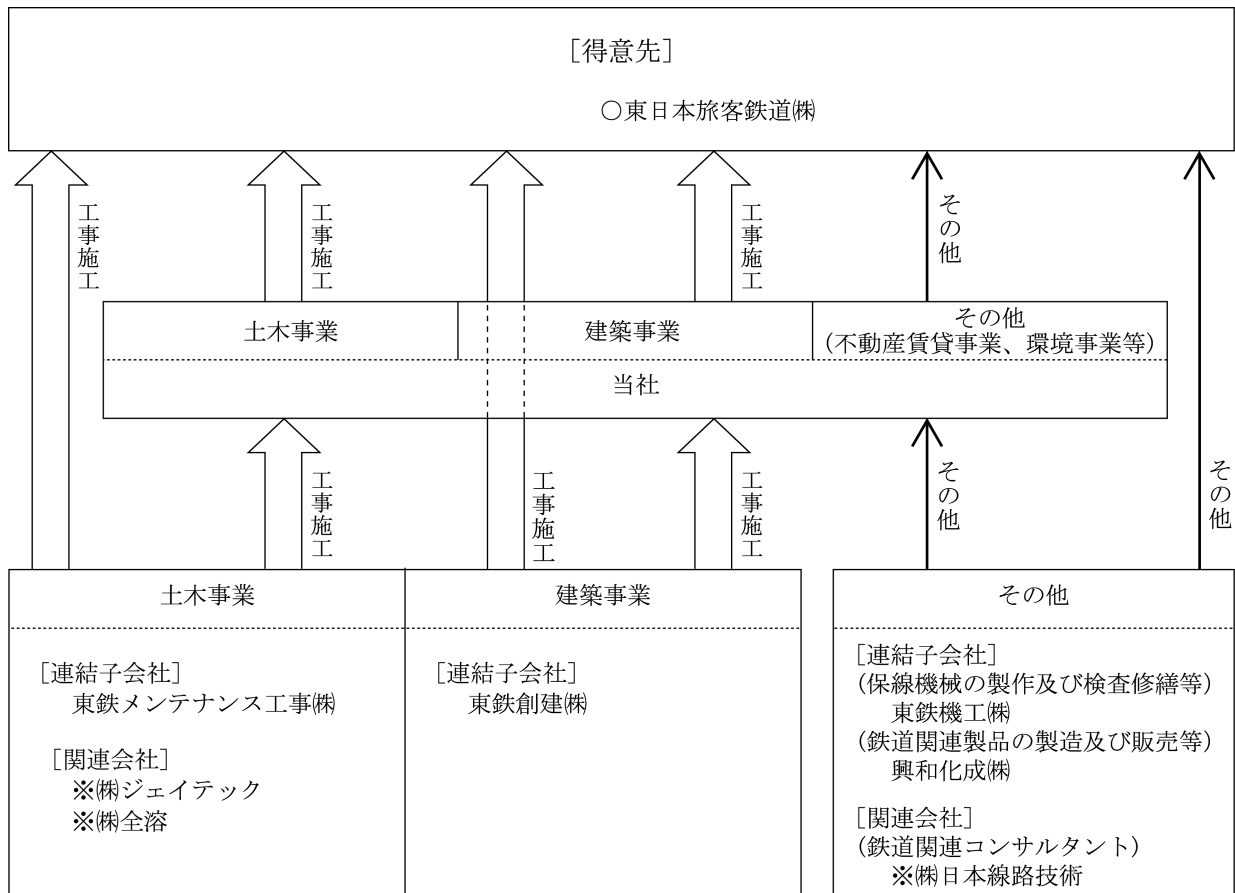 ［得意先］
○東日本旅客鉄道㈱
工事施工
工事施工
工事施工
その他
土木事業
建築事業
その他
(不動産賃貸事業、環境事業等)
当社
工事施工
工事施工
工事施工
その他
その他
土木事業
建築事業
その他
［連結子会社］
東鉄メンテナンス工事㈱
［関連会社］
※㈱ジェイテック
※㈱全溶
［連結子会社］
東鉄創建㈱
［連結子会社］
(保線機械の製作及び検査修繕等)
東鉄機工㈱
(鉄道関連製品の製造及び販売等)
興和化成㈱
［関連会社］
(鉄道関連コンサルタント)
※㈱日本線路技術